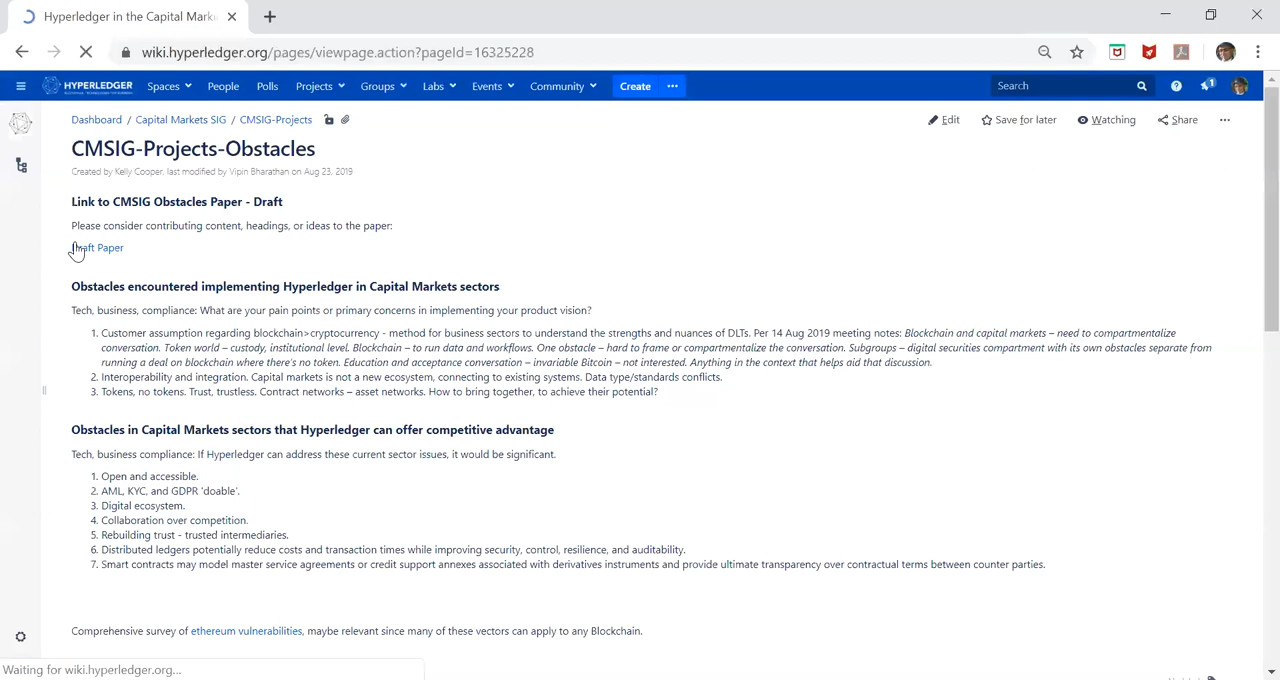 Hyperledger in the Capital Mark
wiki.hyperledger.org/pages/viewpage.action?pageId=16325228
HYPERLEDGER Spaces People Polls Projects Groups Labs Events Community Create Search 1
Dashboard / Capital Markets SIG / CMSIG-Projects Edit Save for later Watching Share
CMSIG-Projects-Obstacles
Created by Kelly Cooper, last modified by Vipin Bharathan on Aug 23, 2019
Link to CMSIG Obstacles Paper - Draft
Please consider contributing content, headings, or ideas to the paper:
Draft Paper
Obstacles encountered implementing Hyperledger in Capital Markets sectors
Tech, business, compliance: What are your pain points or primary concerns in implementing your product vision?
1. Customer assumption regarding blockchain>cryptocurrency - method for business sectors to understand the strengths and nuances of DLTs. Per 14 Aug 2019 meeting notes: Blockchain and capital markets – need to compartmentalize
conversation. Token world – custody, institutional level. Blockchain – to run data and workflows. One obstacle – hard to frame or compartmentalize the conversation. Subgroups – digital securities compartment with its own obstacles separate from
running a deal on blockchain where there's no token. Education and acceptance conversation – invariable Bitcoin – not interested. Anything in the context that helps aid that discussion.
2. Interoperability and integration. Capital markets is not a new ecosystem, connecting to existing systems. Data type/standards conflicts.
3. Tokens, no tokens. Trust, trustless. Contract networks – asset networks. How to bring together, to achieve their potential?
Obstacles in Capital Markets sectors that Hyperledger can offer competitive advantage
Tech, business compliance: If Hyperledger can address these current sector issues, it would be significant.
1. Open and accessible.
2. AML, KYC, and GDPR 'doable'.
3. Digital ecosystem.
4. Collaboration over competition.
5. Rebuilding trust - trusted intermediaries.
6. Distributed ledgers potentially reduce costs and transaction times while improving security, control, resilience, and auditability.
7. Smart contracts may model master service agreements or credit support annexes associated with derivatives instruments and provide ultimate transparency over contractual terms between counter parties.
Comprehensive survey of ethereum vulnerabilities, maybe relevant since many of these vectors can apply to any Blockchain.
Waiting for wiki.hyperledger.org...